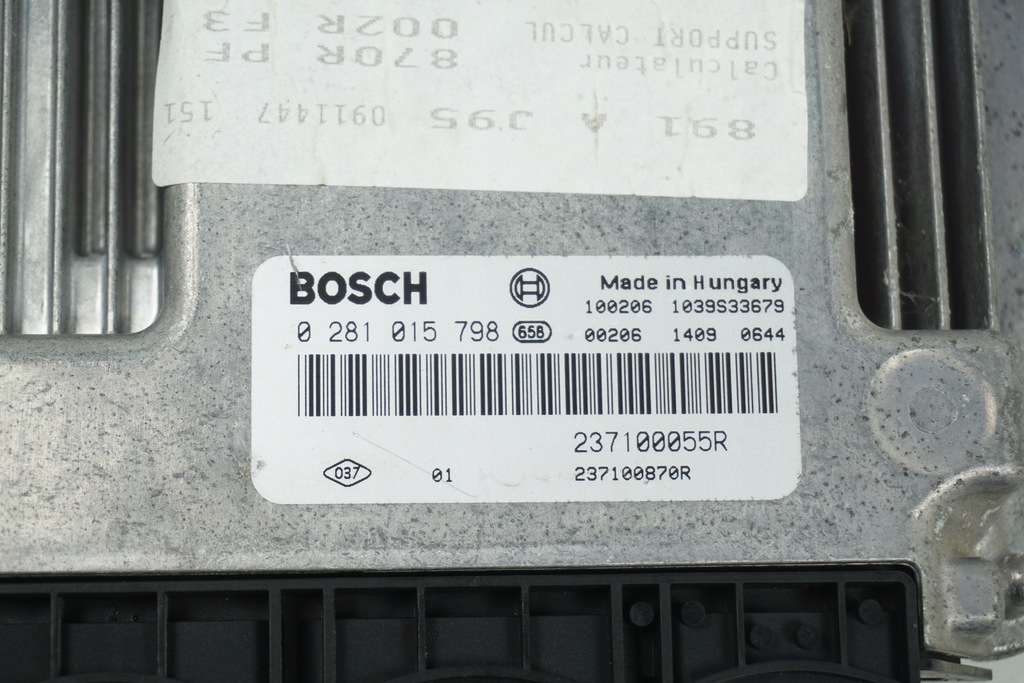 891 A J95 0911447 151
Calculateur 870R PF
SUPPORT CALCUL 002R F3
BOSCH Made in Hungary
100206 1039S33679
0 281 015 798 65B 00206 1409 0644
237100055R
037 01 237100870R